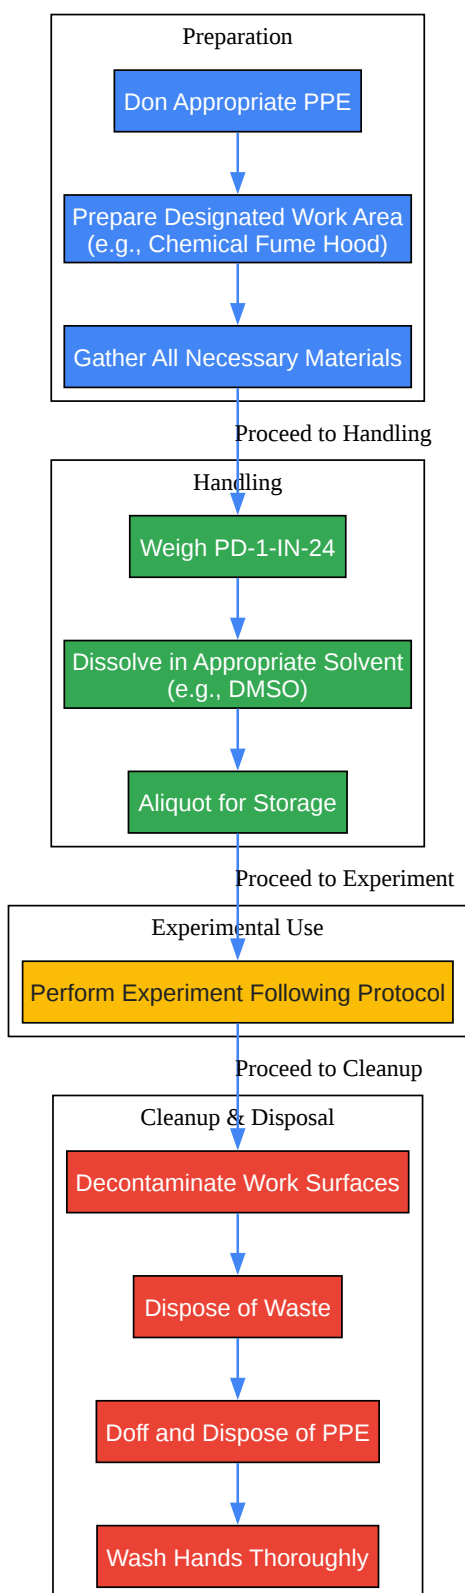 Preparation
Don Appropriate PPE
Prepare Designated Work Area
(e.g., Chemical Fume Hood)
Gather All Necessary Materials
Proceed to Handling
Handling
Weigh PD-1-IN-24
Dissolve in Appropriate Solvent
(e.g., DMSO)
Aliquot for Storage
Proceed to Experiment
Experimental Use
Perform Experiment Following Protocol
Proceed to Cleanup
Cleanup & Disposal
Decontaminate Work Surfaces
Dispose of Waste
Doff and Dispose of PPE
Wash Hands Thoroughly